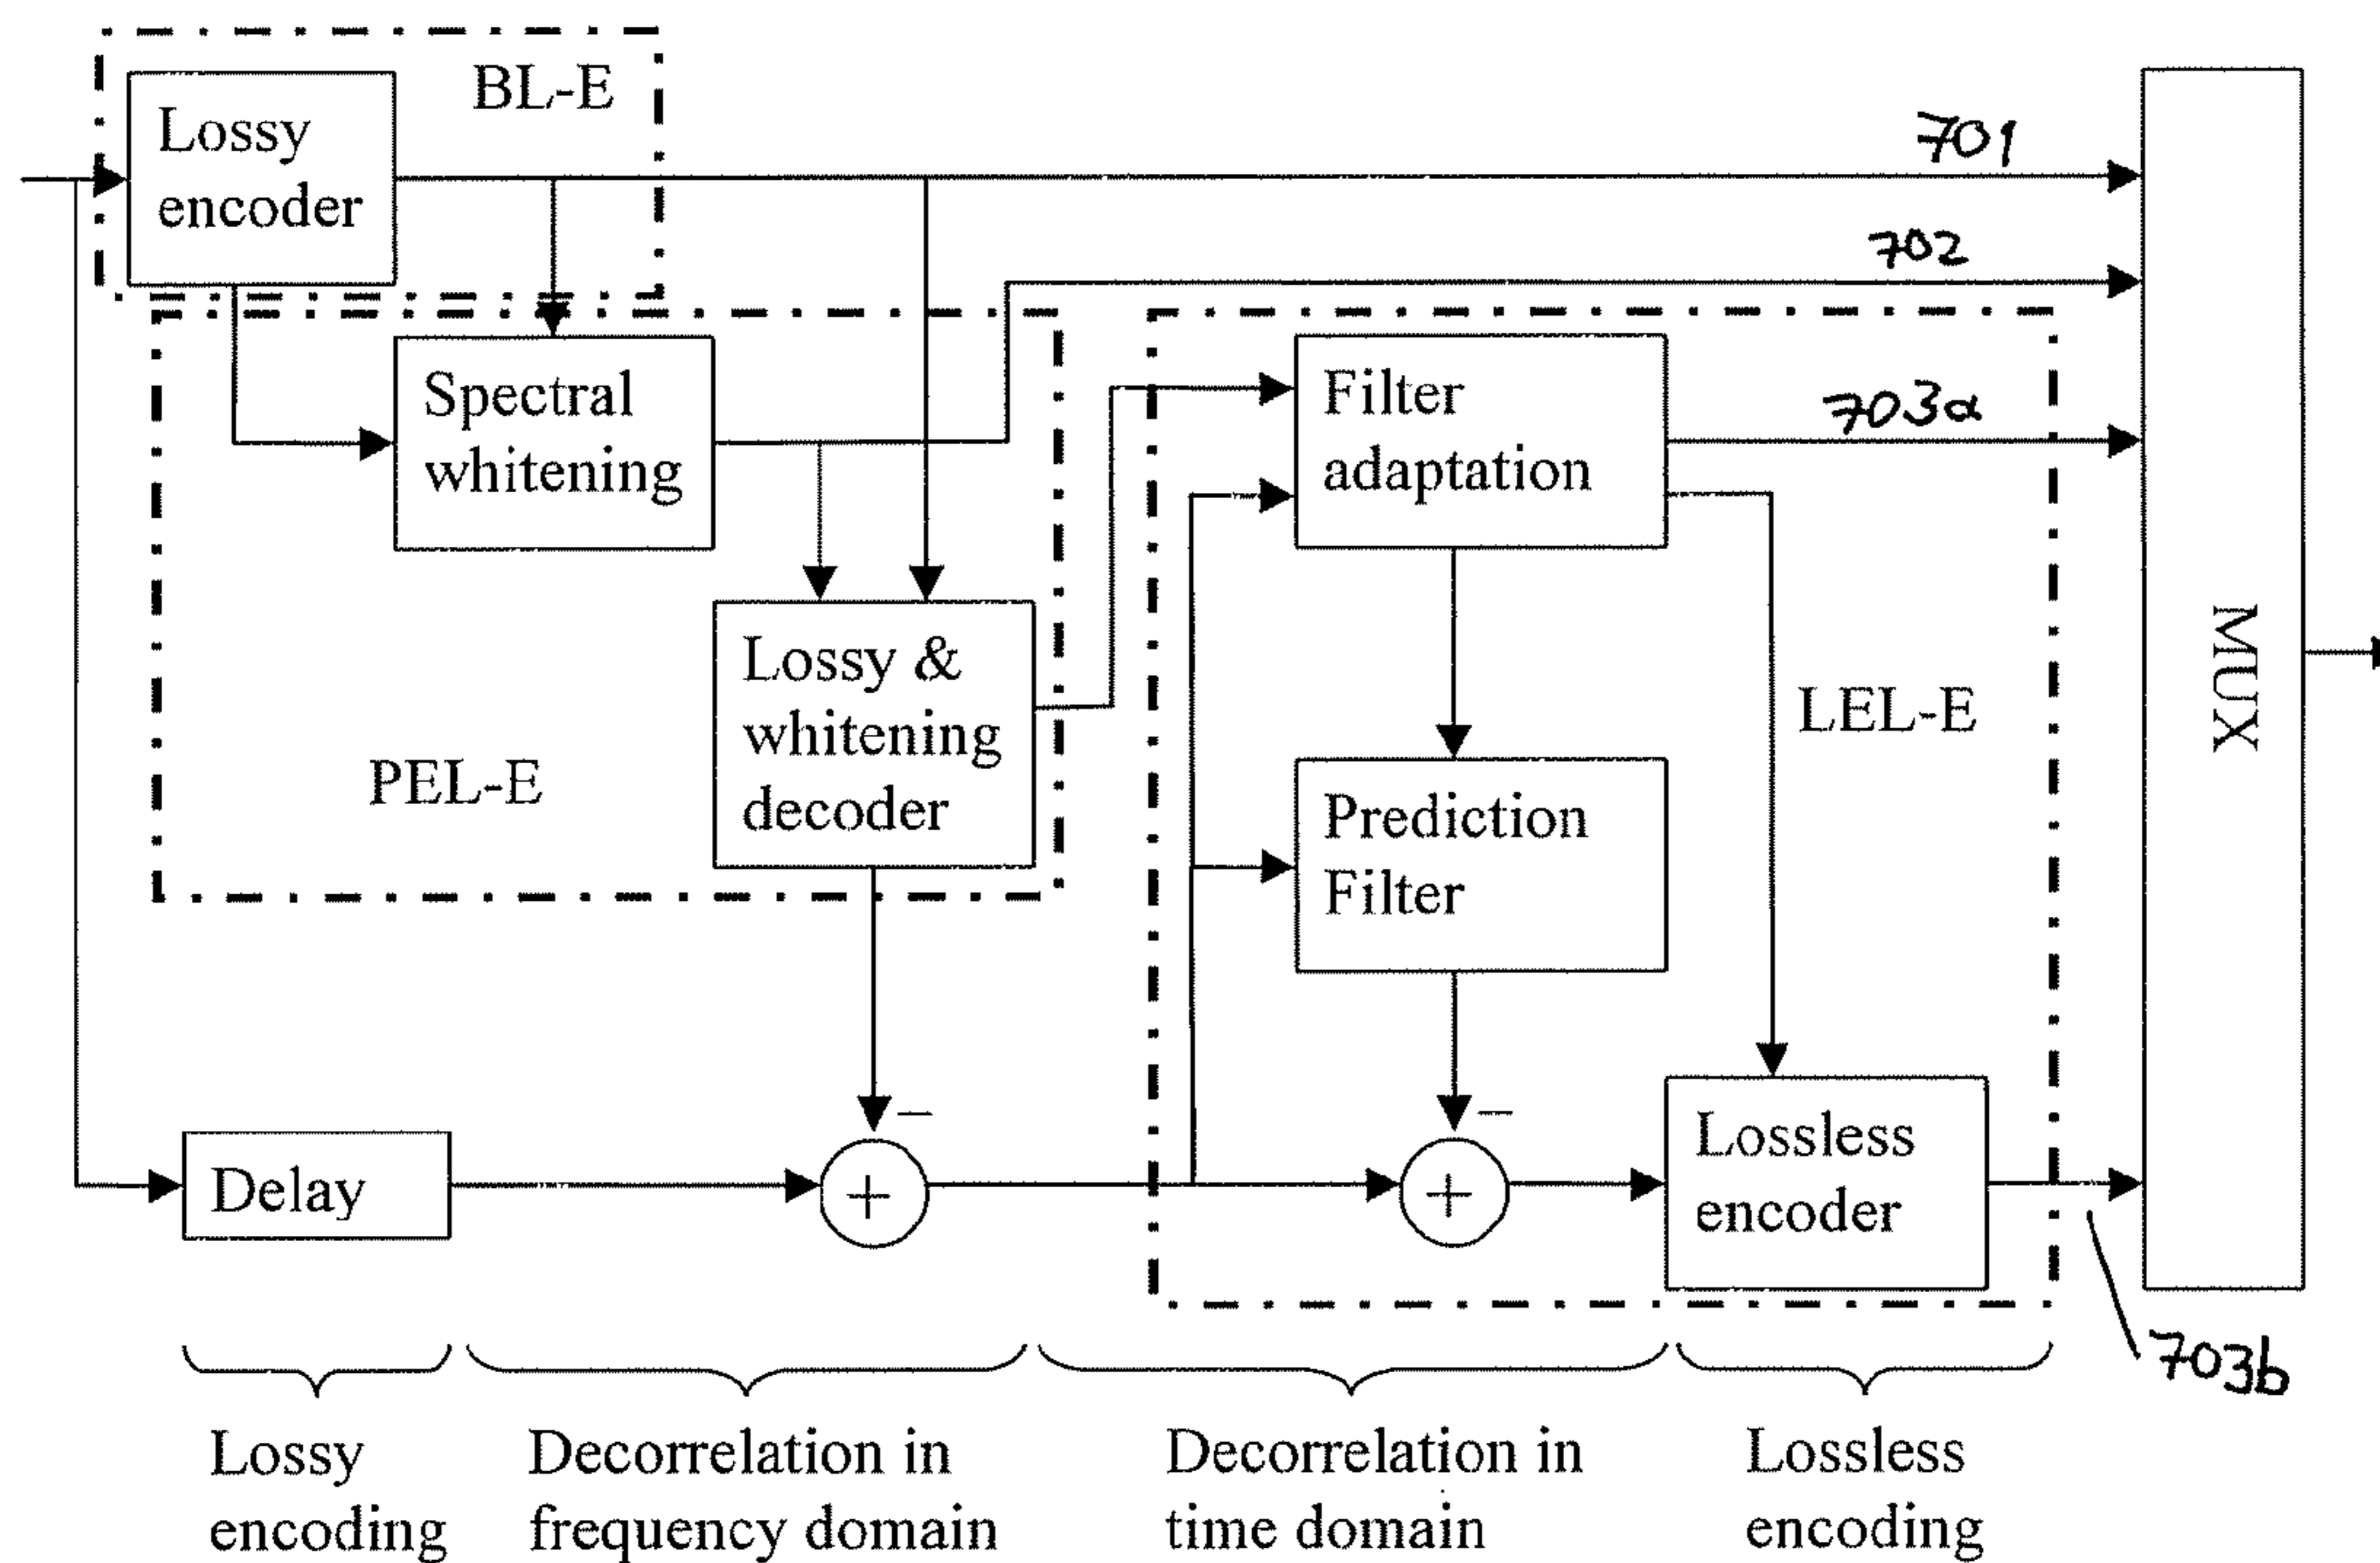 BL-E
Lossy
encoder
701
702
Spectral
whitening
Filter
adaptation
703a
Lossy &
whitening
decoder
PEL-E
Prediction
Filter
LEL-E
MUX
Delay
+
−
+
−
Lossless
encoder
703b
Lossy
encoding
Decorrelation in
frequency domain
Decorrelation in
time domain
Lossless
encoding